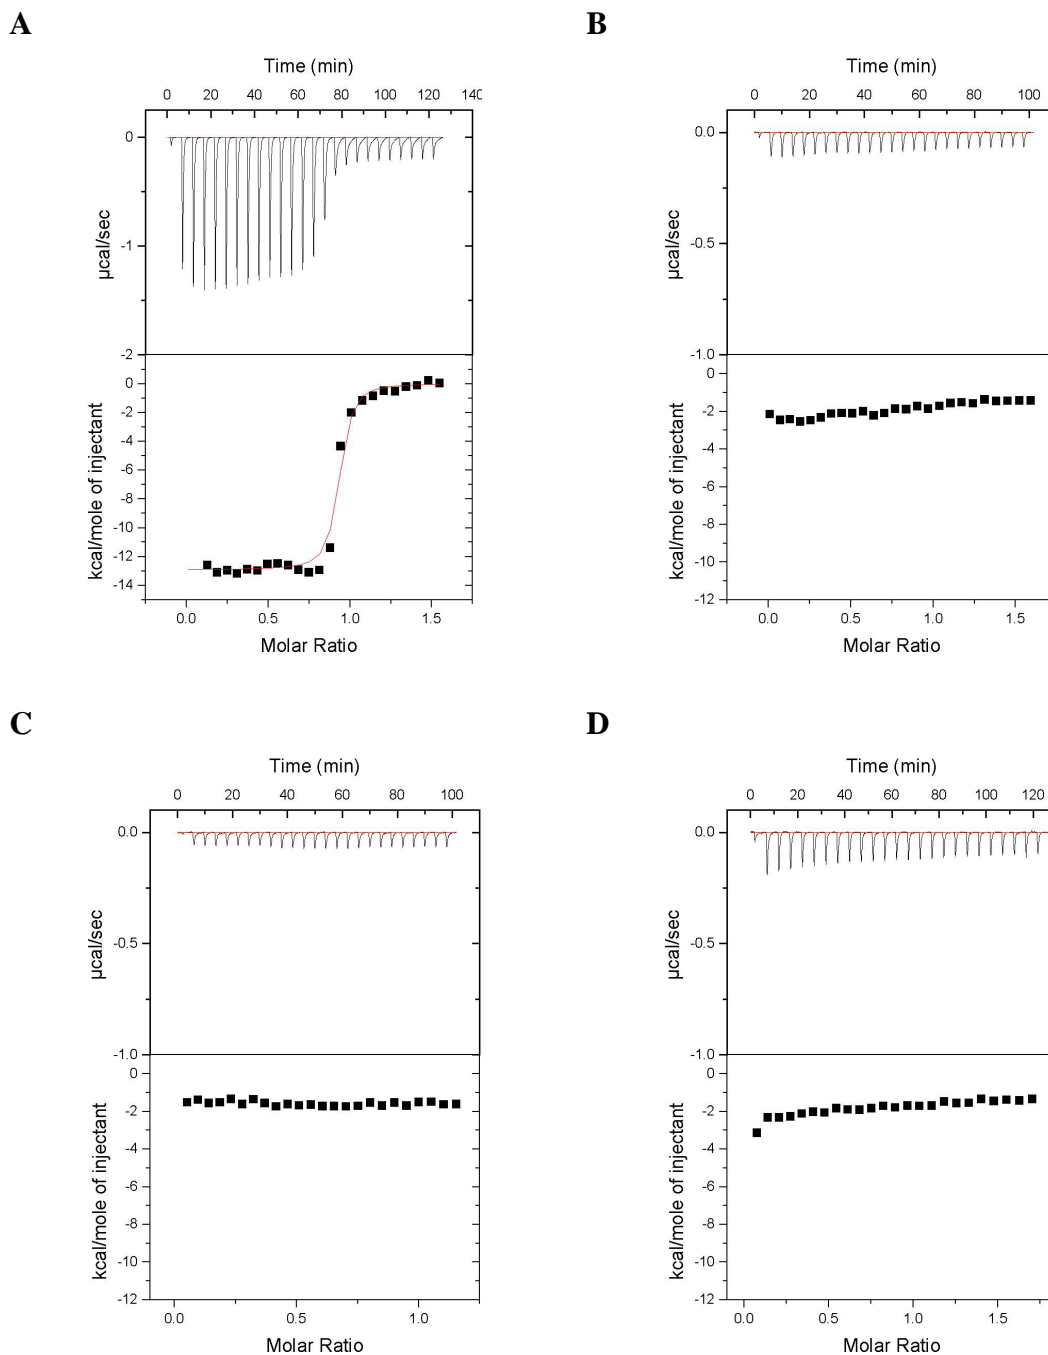 A
B
Time (min)
0 20 40 60 80 100 120 140
0
-1
-2
µcal/sec
0
-2
-4
-6
-8
-10
-12
-14
kcal/mole of injectant
0.0 0.5 1.0 1.5
Molar Ratio
Time (min)
0 20 40 60 80 100
0.0
-0.5
-1.0
µcal/sec
0
-2
-4
-6
-8
-10
-12
kcal/mole of injectant
0.0 0.5 1.0 1.5
Molar Ratio
C
D
Time (min)
0 20 40 60 80 100
0.0
-0.5
-1.0
µcal/sec
0
-2
-4
-6
-8
-10
-12
kcal/mole of injectant
0.0 0.5 1.0
Molar Ratio
Time (min)
0 20 40 60 80 100 120
0.0
-0.5
-1.0
µcal/sec
0
-2
-4
-6
-8
-10
-12
kcal/mole of injectant
0.0 0.5 1.0 1.5
Molar Ratio